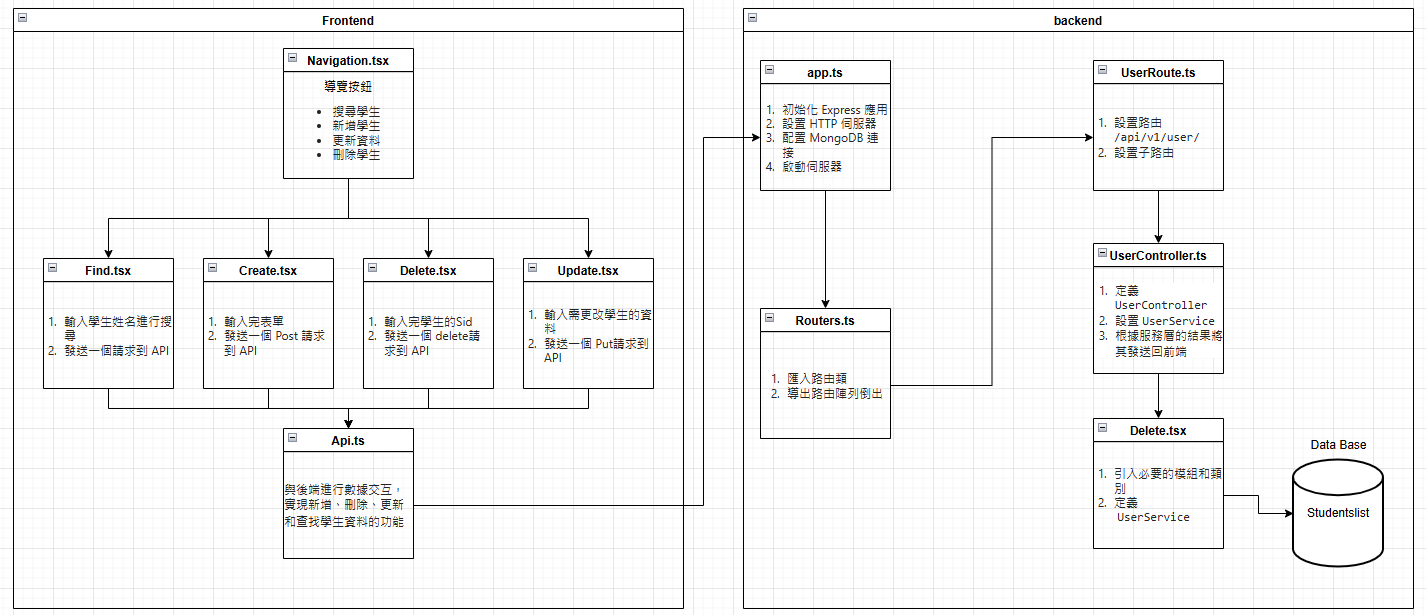 Frontend
Navigation.tsx
導覽按鈕
• 搜尋學生
• 新增學生
• 更新資料
• 刪除學生
Find.tsx
1. 輸入學生姓名進行搜
尋
2. 發送一個請求到 API
Create.tsx
1. 輸入完表單
2. 發送一個 Post 請求
到 API
Delete.tsx
1. 輸入完學生的Sid
2. 發送一個 delete請
求到 API
Update.tsx
1. 輸入需更改學生的資
料
2. 發送一個 Put請求到
API
Api.ts
與後端進行數據交互，
實現新增、刪除、更新
和查找學生資料的功能
backend
app.ts
1. 初始化 Express 應用
2. 設置 HTTP 伺服器
3. 配置 MongoDB 連
接
4. 啟動伺服器
Routers.ts
1. 匯入路由類
2. 導出路由陣列倒出
UserRoute.ts
1. 設置路由
/api/v1/user/
2. 設置子路由
UserController.ts
1. 定義
UserController
2. 設置 UserService
3. 根據服務層的結果將
其發送回前端
Delete.tsx
1. 引入必要的模組和類
別
2. 定義
UserService
Data Base
Studentslist